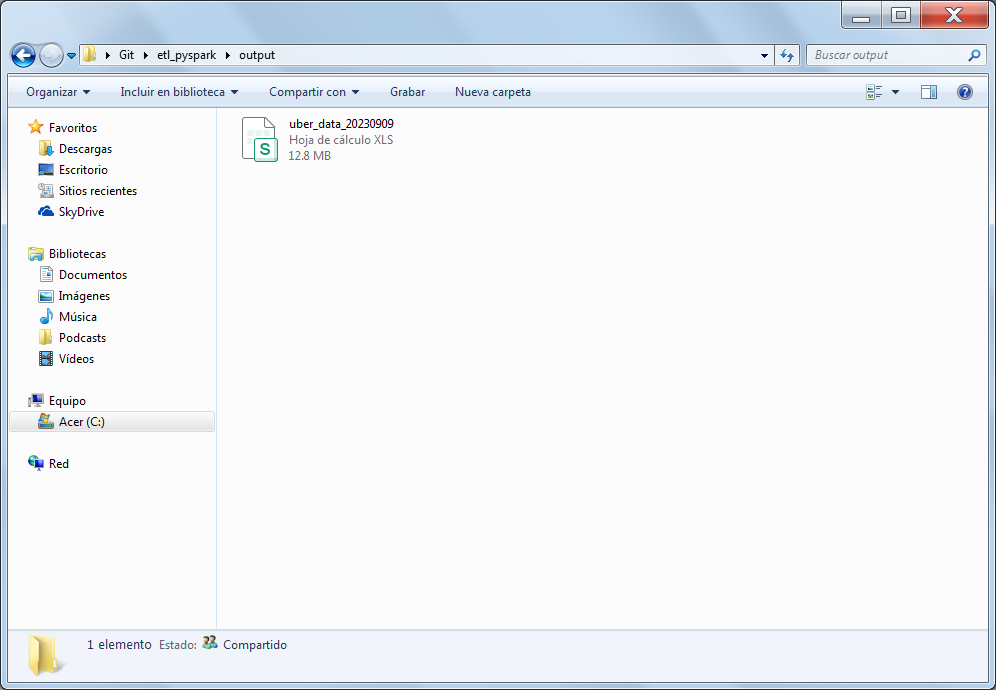 Git etl_pyspark output
Buscar output
Organizar Incluir en biblioteca Compartir con Grabar Nueva carpeta
Favoritos
Descargas
Escritorio
Sitios recientes
SkyDrive
Bibliotecas
Documentos
Imágenes
Música
Podcasts
Vídeos
Equipo
Acer (C:)
Red
S
uber_data_20230909
Hoja de cálculo XLS
12.8 MB
1 elemento Estado: Compartido